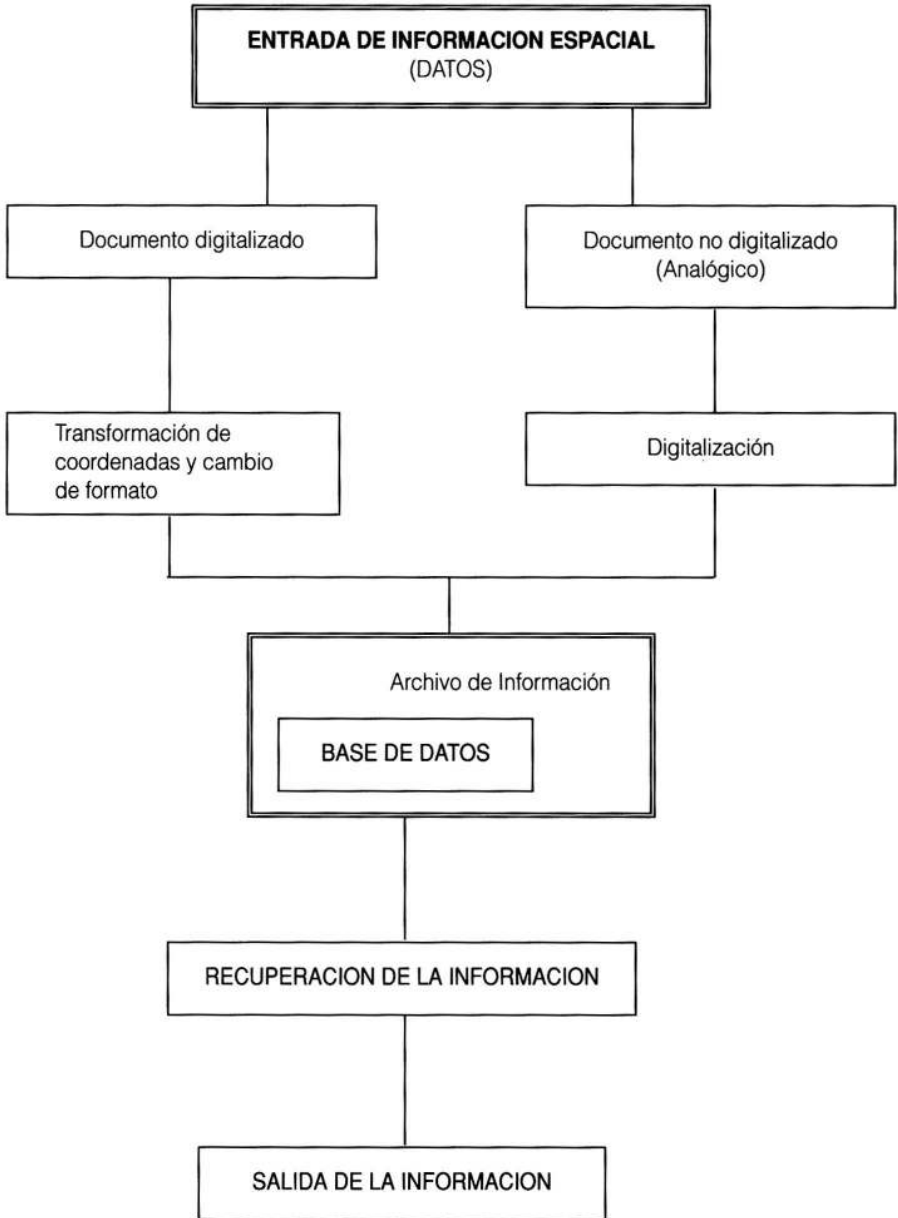 ENTRADA DE INFORMACION ESPACIAL
(DATOS)
Documento digitalizado
Documento no digitalizado
(Analógico)
Transformación de
coordenadas y cambio
de formato
Digitalización
Archivo de Información
BASE DE DATOS
RECUPERACION DE LA INFORMACION
SALIDA DE LA INFORMACION